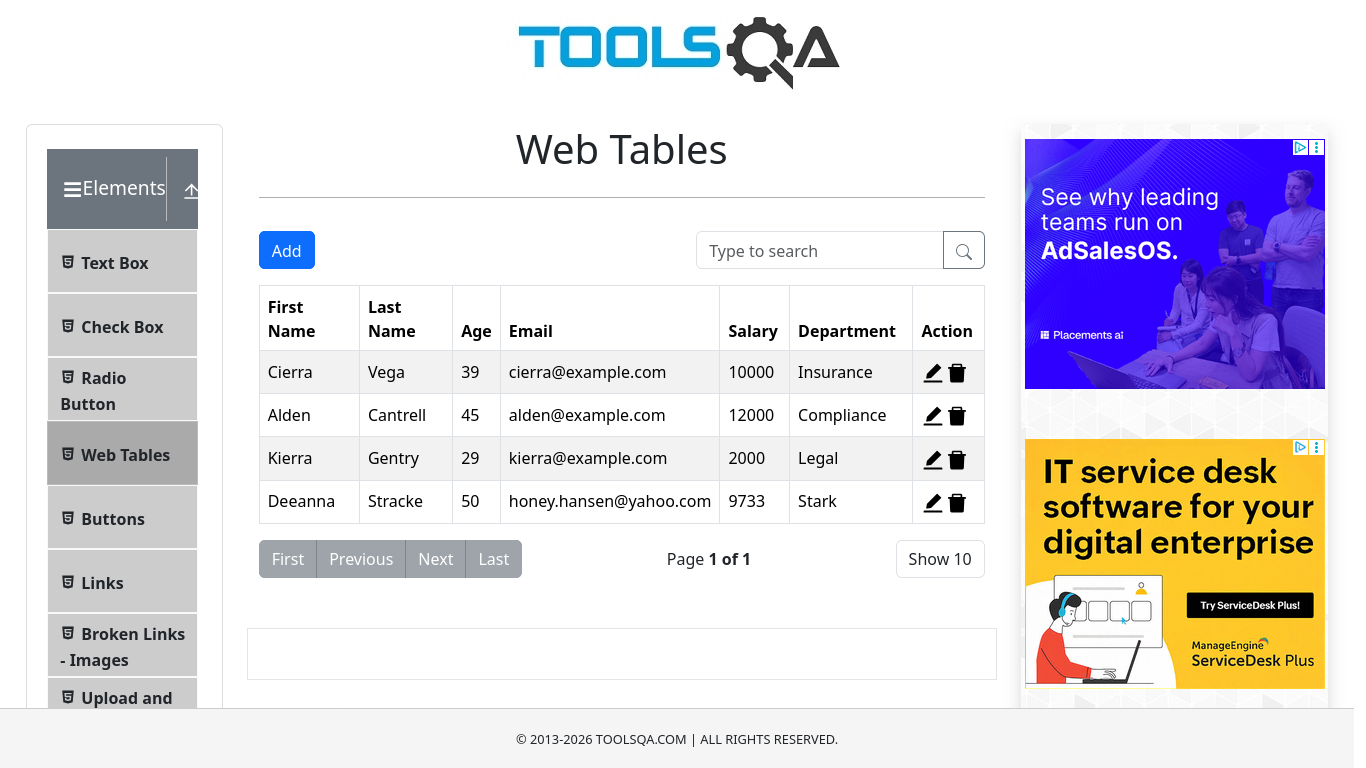 TOOLSQA
Web Tables
Elements
Text Box
Check Box
Radio
Button
Web Tables
Buttons
Links
Broken Links
- Images
Upload and
Add
Type to search
First Name Last Name Age Email Salary Department Action
Cierra Vega 39 cierra@example.com 10000 Insurance
Alden Cantrell 45 alden@example.com 12000 Compliance
Kierra Gentry 29 kierra@example.com 2000 Legal
Deeanna Stracke 50 honey.hansen@yahoo.com 9733 Stark
First Previous Next Last Page 1 of 1 Show 10
See why leading
teams run on
AdSalesOS.
Placements ai
IT service desk
software for your
digital enterprise
Try ServiceDesk Plus!
ManageEngine
ServiceDesk Plus
© 2013-2026 TOOLSQA.COM | ALL RIGHTS RESERVED.